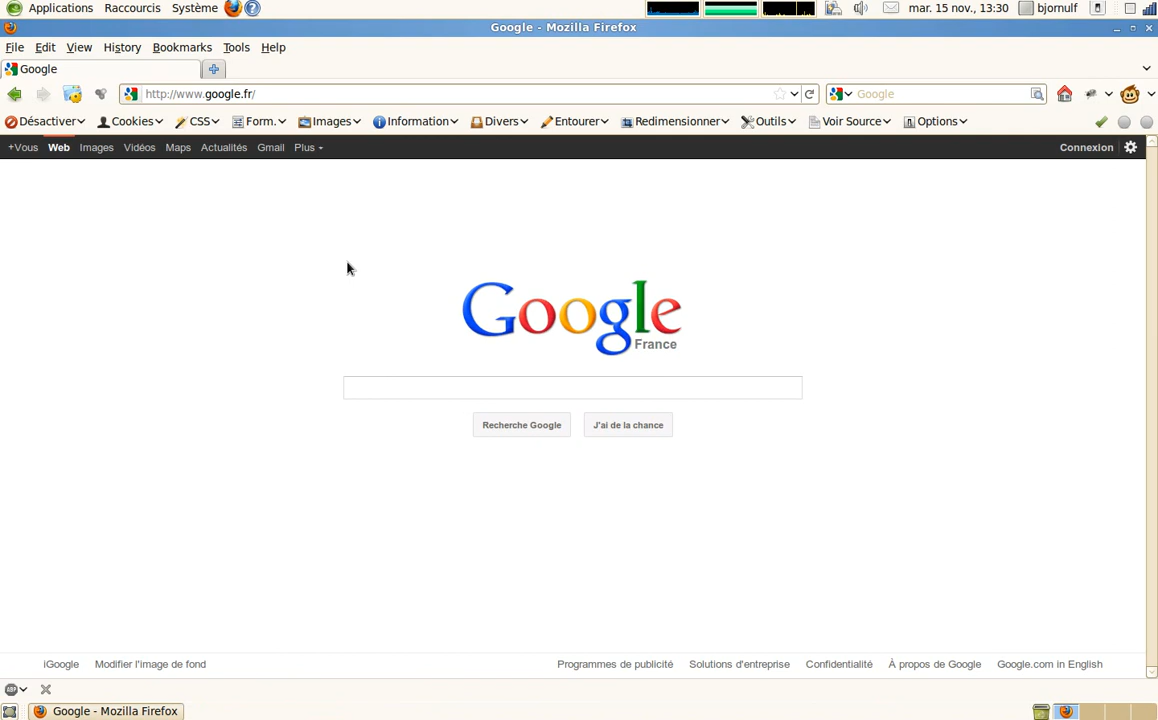 Applications Raccourcis Système mar. 15 nov., 13:30 bjornulf
Google - Mozilla Firefox
File Edit View History Bookmarks Tools Help
Google
http://www.google.fr/ Google
Désactiver Cookies CSS Form. Images Information Divers Entourer Redimensionner Outils Voir Source Options
+Vous Web Images Vidéos Maps Actualités Gmail Plus Connexion
Google
France
Recherche Google J'ai de la chance
iGoogle Modifier l'image de fond Programmes de publicité Solutions d'entreprise Confidentialité À propos de Google Google.com in English
ABP
Google - Mozilla Firefox